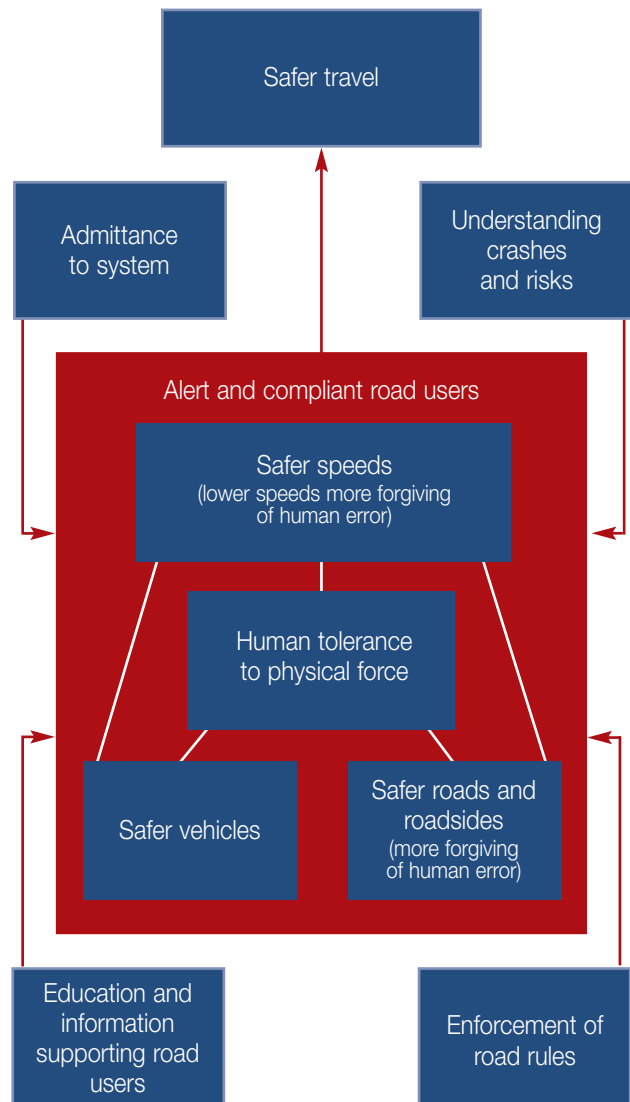 Safer travel
Admittance
to system
Understanding
crashes
and risks
Alert and compliant road users
Safer speeds
(lower speeds more forgiving
of human error)
Human tolerance
to physical force
Safer vehicles
Safer roads and
roadsides
(more forgiving
of human error)
Education and
information
supporting road
users
Enforcement of
road rules